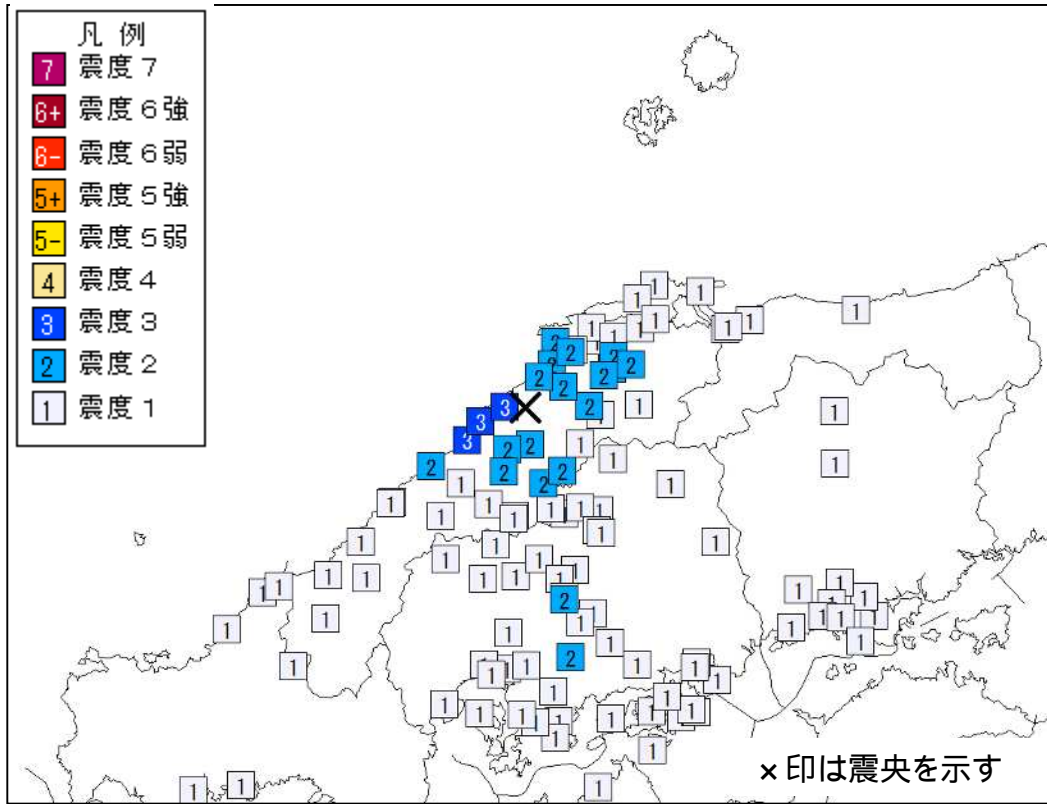 凡 例
7 震度７
6+ 震度６強
6- 震度６弱
5+ 震度５強
5- 震度５弱
4 震度４
3 震度３
2 震度２
1 震度１
×印は震央を示す